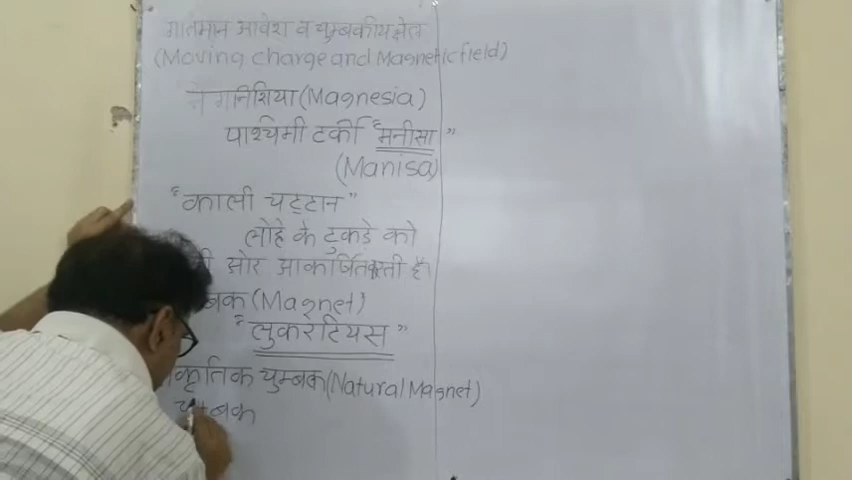 गतिमान आवेश व चुम्बकीय क्षेत्र
(Moving charge and Magnetic field)
मैगनिशिया (Magnesia)
पश्चिमी टर्की "मनीसा"
(Manisa)
"काली चट्टान"
लोहे के टुकडे को
ओर आकर्षित करती है।
(Magnet)
"लुकरटियस"
चुम्बक (Natural Magnet)